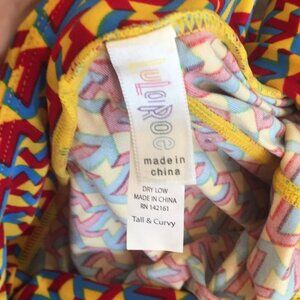 LuLaRoe
made in
china
DRY LOW
MADE IN CHINA
RN 142161
Tall & Curvy